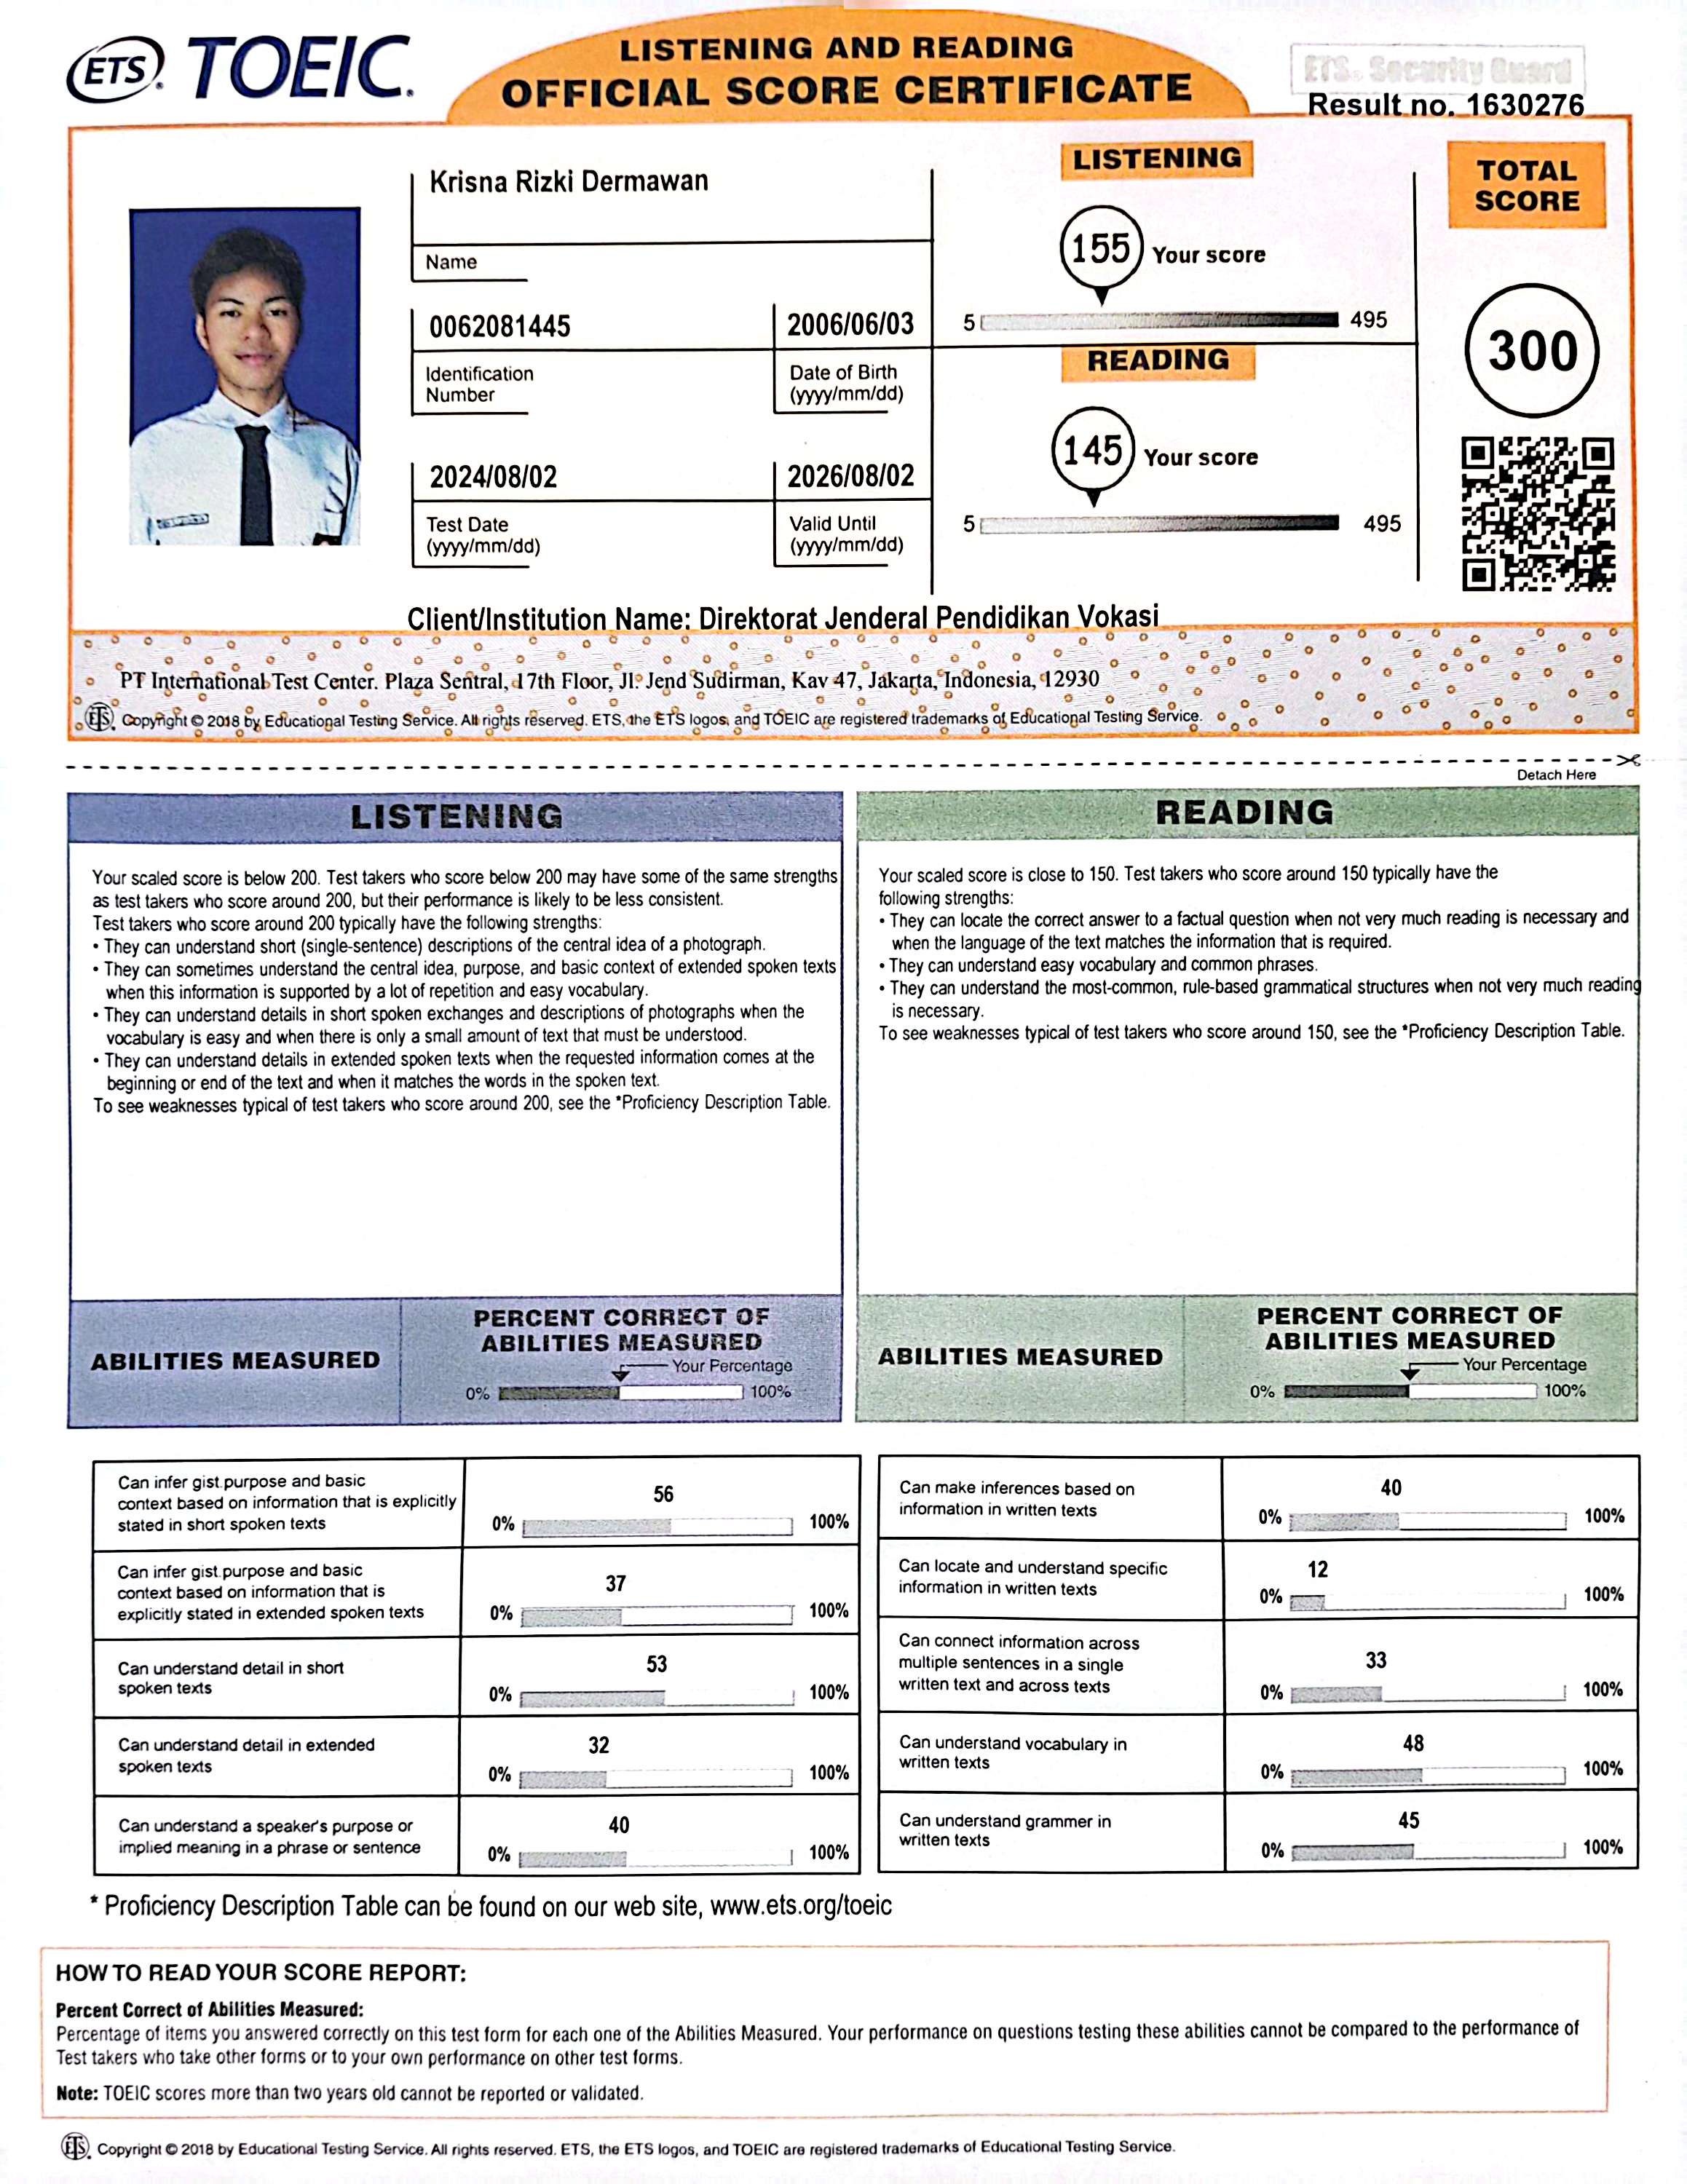 ETS® TOEIC®
LISTENING AND READING
OFFICIAL SCORE CERTIFICATE
ETS® Security Guard
Result no. 1630276
Krisna Rizki Dermawan
Name
0062081445
2006/06/03
Identification
Number
Date of Birth
(yyyy/mm/dd)
2024/08/02
2026/08/02
Test Date
(yyyy/mm/dd)
Valid Until
(yyyy/mm/dd)
LISTENING
155 Your score
5 495
READING
145 Your score
5 495
TOTAL
SCORE
300
Client/Institution Name: Direktorat Jenderal Pendidikan Vokasi
PT International Test Center. Plaza Sentral, 17th Floor, Jl. Jend Sudirman, Kav 47, Jakarta, Indonesia, 12930
ETS® Copyright © 2018 by Educational Testing Service. All rights reserved. ETS, the ETS logos, and TOEIC are registered trademarks of Educational Testing Service.
Detach Here
LISTENING
Your scaled score is below 200. Test takers who score below 200 may have some of the same strengths
as test takers who score around 200, but their performance is likely to be less consistent.
Test takers who score around 200 typically have the following strengths:
• They can understand short (single-sentence) descriptions of the central idea of a photograph.
• They can sometimes understand the central idea, purpose, and basic context of extended spoken texts
when this information is supported by a lot of repetition and easy vocabulary.
• They can understand details in short spoken exchanges and descriptions of photographs when the
vocabulary is easy and when there is only a small amount of text that must be understood.
• They can understand details in extended spoken texts when the requested information comes at the
beginning or end of the text and when it matches the words in the spoken text.
To see weaknesses typical of test takers who score around 200, see the *Proficiency Description Table.
READING
Your scaled score is close to 150. Test takers who score around 150 typically have the
following strengths:
• They can locate the correct answer to a factual question when not very much reading is necessary and
when the language of the text matches the information that is required.
• They can understand easy vocabulary and common phrases.
• They can understand the most-common, rule-based grammatical structures when not very much reading
is necessary.
To see weaknesses typical of test takers who score around 150, see the *Proficiency Description Table.
ABILITIES MEASURED
PERCENT CORRECT OF
ABILITIES MEASURED
Your Percentage
0% 100%
Can infer gist.purpose and basic
context based on information that is explicitly
stated in short spoken texts
56
0% 100%
Can infer gist.purpose and basic
context based on information that is
explicitly stated in extended spoken texts
37
0% 100%
Can understand detail in short
spoken texts
53
0% 100%
Can understand detail in extended
spoken texts
32
0% 100%
Can understand a speaker's purpose or
implied meaning in a phrase or sentence
40
0% 100%
ABILITIES MEASURED
PERCENT CORRECT OF
ABILITIES MEASURED
Your Percentage
0% 100%
Can make inferences based on
information in written texts
40
0% 100%
Can locate and understand specific
information in written texts
12
0% 100%
Can connect information across
multiple sentences in a single
written text and across texts
33
0% 100%
Can understand vocabulary in
written texts
48
0% 100%
Can understand grammer in
written texts
45
0% 100%
* Proficiency Description Table can be found on our web site, www.ets.org/toeic
HOW TO READ YOUR SCORE REPORT:
Percent Correct of Abilities Measured:
Percentage of items you answered correctly on this test form for each one of the Abilities Measured. Your performance on questions testing these abilities cannot be compared to the performance of
Test takers who take other forms or to your own performance on other test forms.
Note: TOEIC scores more than two years old cannot be reported or validated.
ETS® Copyright © 2018 by Educational Testing Service. All rights reserved. ETS, the ETS logos, and TOEIC are registered trademarks of Educational Testing Service.